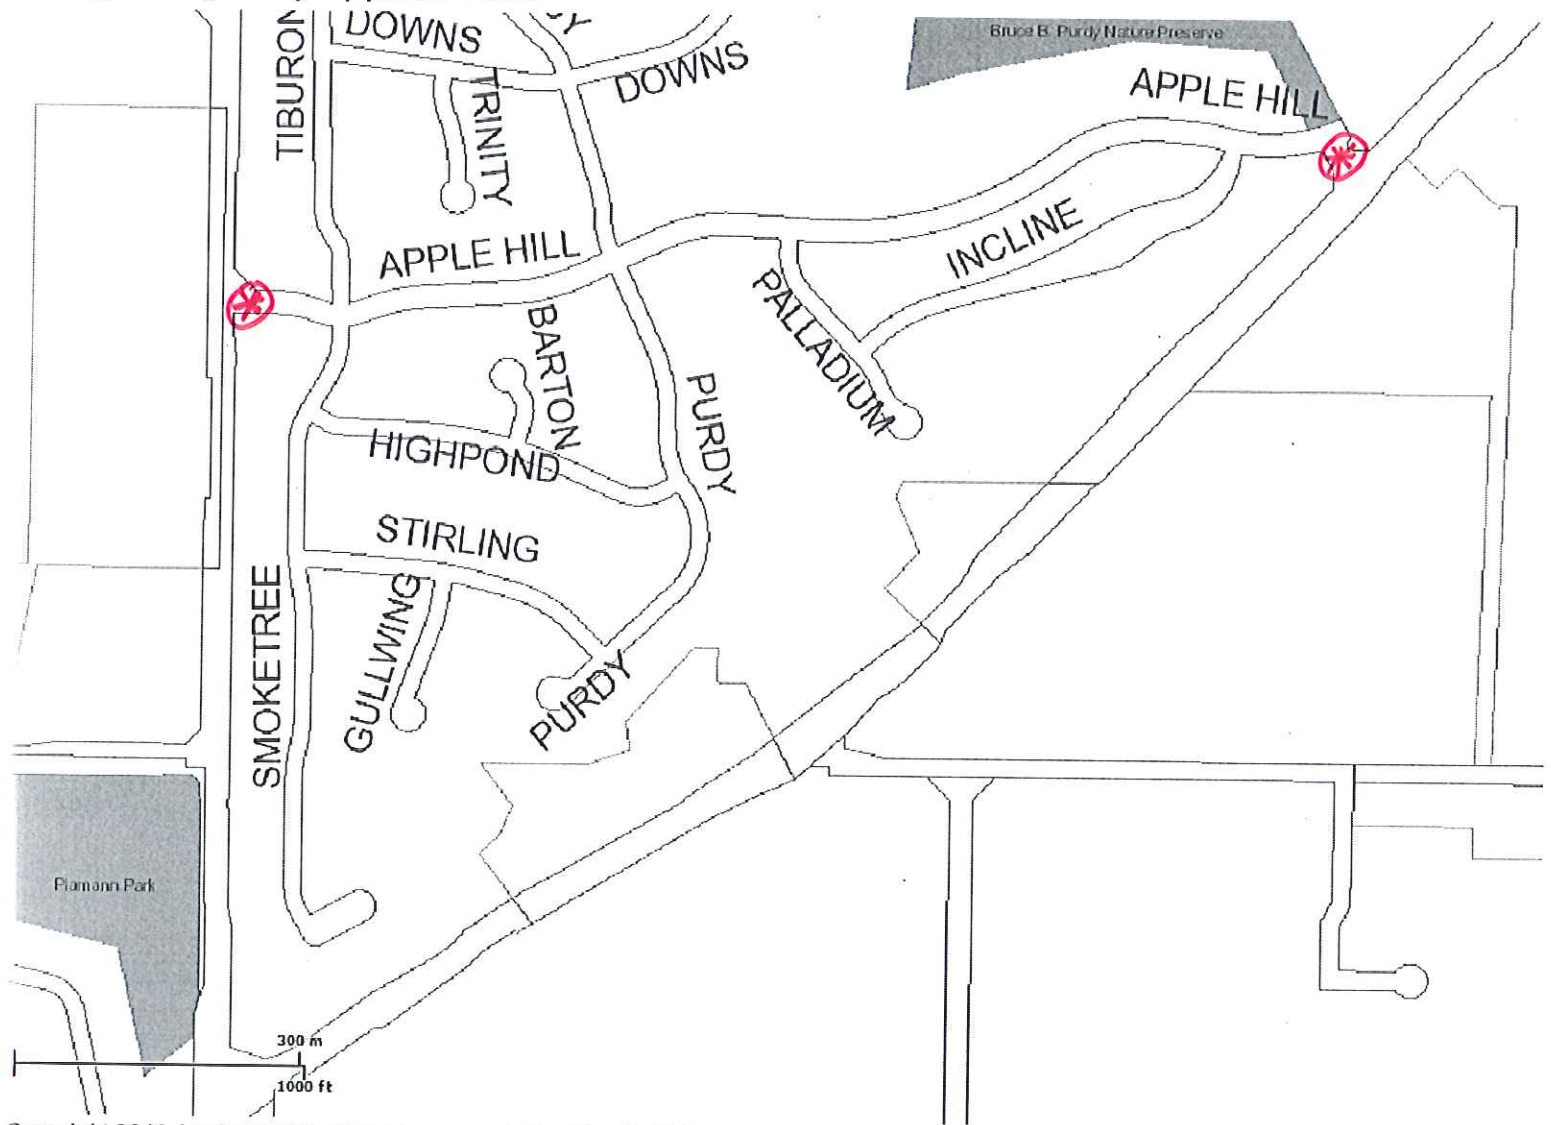 TIBURON
DOWNS
DOWNS
TRINITY
Bruce B. Purdy Nature Preserve
APPLE HILL
APPLE HILL
INCLINE
PALLADIUM
BARTON
PURDY
HIGHPOND
STIRLING
GULLWING
SMOKETREE
PURDY
Plamann Park
300 m
1000 ft